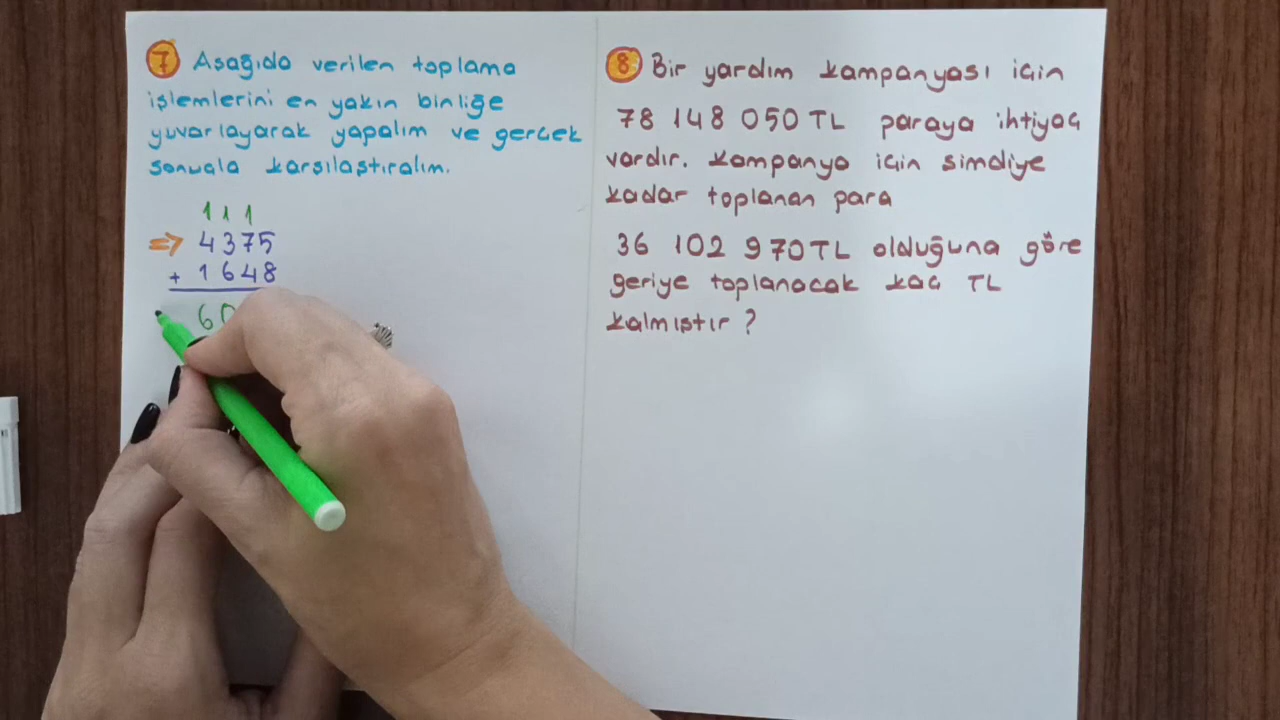 7 Aşağıda verilen toplama
işlemlerini en yakın binliğe
yuvarlayarak yapalım ve gerçek
sonuçla karşılaştıralım.
1 1 1
⇒ 4375
+ 1648
60
8 Bir yardım kampanyası için
78 148 050 TL paraya ihtiyaç
vardır. Kampanya için şimdiye
kadar toplanan para
36 102 970 TL olduğuna göre
geriye toplanacak kaç TL
kalmıştır ?